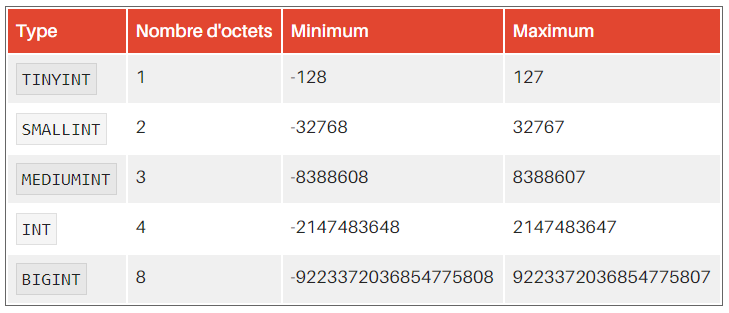 Type Nombre d'octets Minimum Maximum
TINYINT 1 -128 127
SMALLINT 2 -32768 32767
MEDIUMINT 3 -8388608 8388607
INT 4 -2147483648 2147483647
BIGINT 8 -9223372036854775808 9223372036854775807